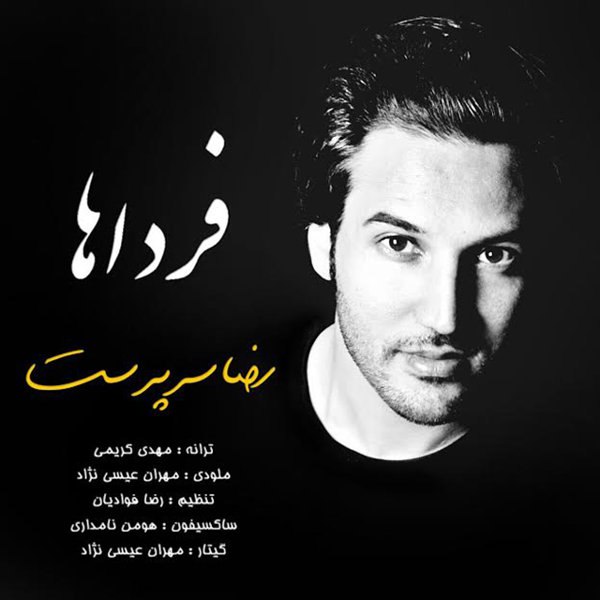 فرداها
رضا سرپرست
ترانه : مهدی کریمی
ملودی : مهران عیسی نژاد
تنظیم : رضا فوادیان
ساکسیفون : هومن نامداری
گیتار : مهران عیسی نژاد